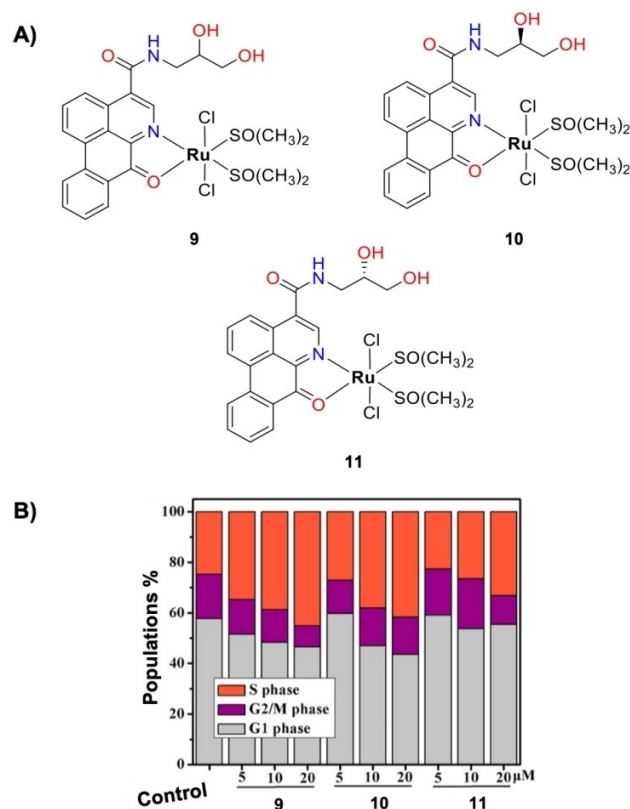 A)
O
H
N
OH
OH
Cl
N
SO(CH₃)₂
Ru
O
Cl
SO(CH₃)₂
9
O
H
N
OH
OH
Cl
N
SO(CH₃)₂
Ru
O
Cl
SO(CH₃)₂
10
O
H
N
OH
OH
Cl
N
SO(CH₃)₂
Ru
O
Cl
SO(CH₃)₂
11
B)
Populations %
100
80
60
40
20
0
S phase
G2/M phase
G1 phase
Control
5 10 20 5 10 20 5 10 20 μM
9 10 11